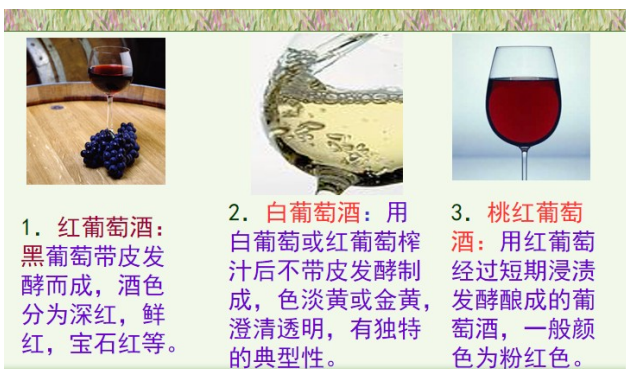 1. 红葡萄酒：
黑葡萄带皮发
酵而成，酒色
分为深红，鲜
红，宝石红等。
2. 白葡萄酒：用
白葡萄或红葡萄榨
汁后不带皮发酵制
成，色淡黄或金黄，
澄清透明，有独特
的典型性。
3. 桃红葡萄
酒：用红葡萄
经过短期浸渍
发酵酿成的葡
萄酒，一般颜
色为粉红色。